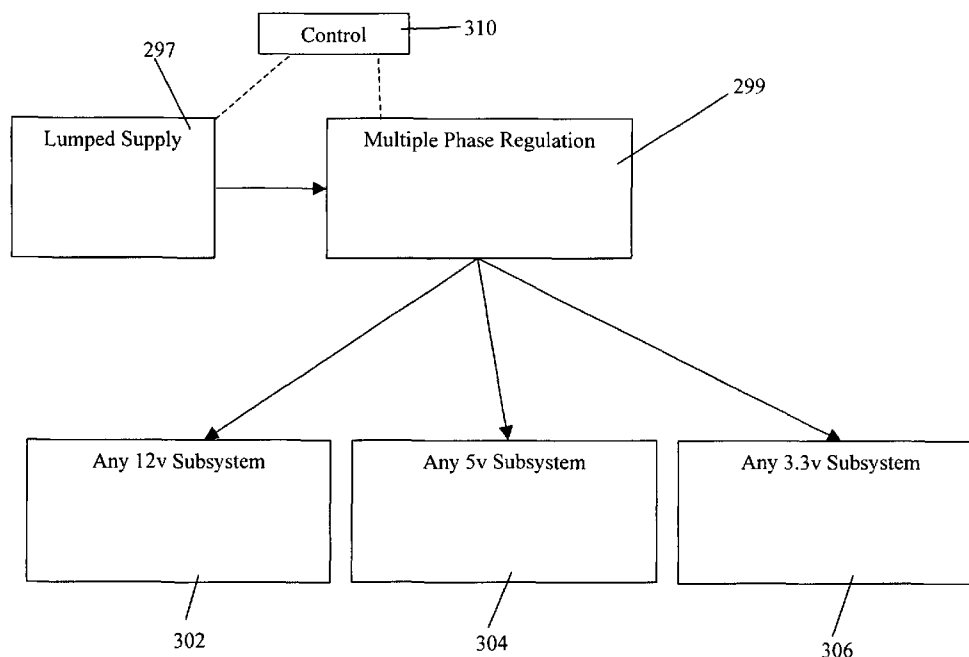 310
Control
297
299
Lumped Supply
Multiple Phase Regulation
Any 12v Subsystem
Any 5v Subsystem
Any 3.3v Subsystem
302
304
306